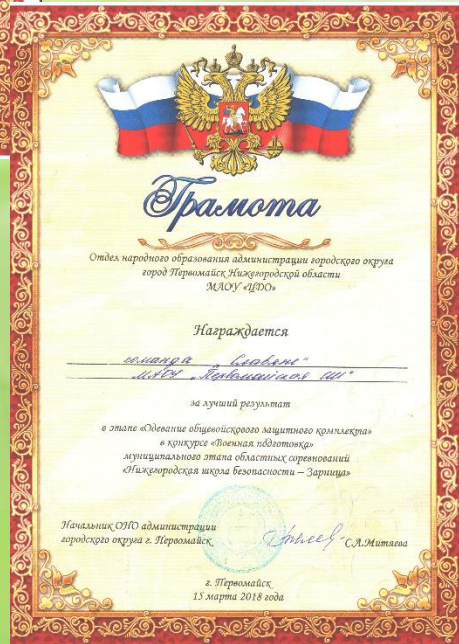 Грамота
Отдел народного образования администрации городского округа
город Первомайск Нижегородской области
МАОУ «ЦДО»
Награждается
команда „Славяне"
МАОУ „Первомайская СШ"
за лучший результат
в этапе «Одевание общевойскового защитного комплекта»
в конкурсе «Военная подготовка»
муниципального этапа областных соревнований
«Нижегородская школа безопасности – Зарница»
Начальник ОНО администрации
городского округа г. Первомайск
С.А.Митяева
г. Первомайск
15 марта 2018 года